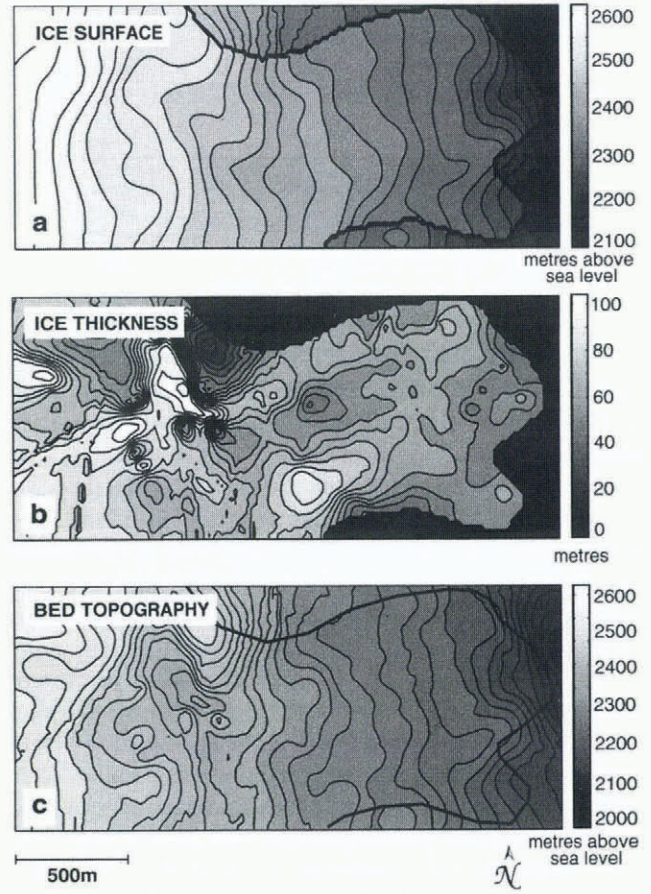 ICE SURFACE
a
2600
2500
2400
2300
2200
2100
metres above
sea level
ICE THICKNESS
b
100
80
60
40
20
0
metres
BED TOPOGRAPHY
c
2600
2500
2400
2300
2200
2100
2000
metres above
sea level
500m
N